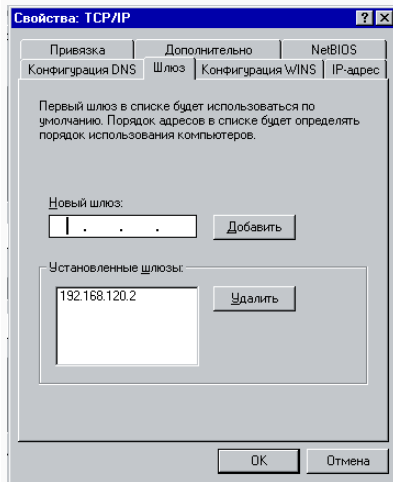 Свойства: TCP/IP
Привязка Дополнительно NetBIOS
Конфигурация DNS Шлюз Конфигурация WINS IP-адрес
Первый шлюз в списке будет использоваться по
умолчанию. Порядок адресов в списке будет определять
порядок использования компьютеров.
Новый шлюз:
. . . Добавить
Установленные шлюзы:
192.168.120.2 Удалить
OK Отмена